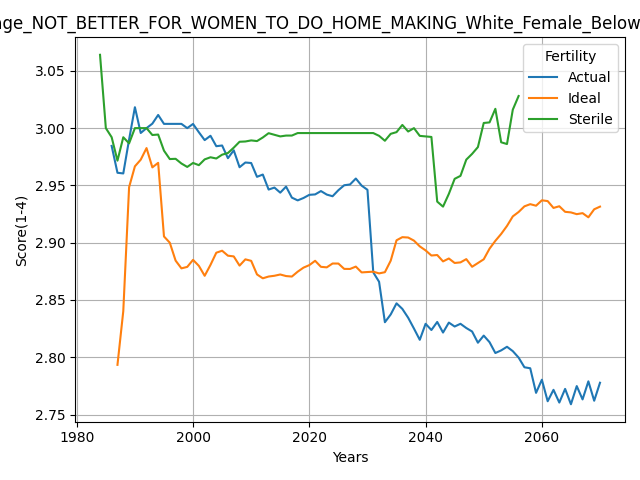 age_NOT_BETTER_FOR_WOMEN_TO_DO_HOME_MAKING_White_Female_Below
Fertility
Actual
Ideal
Sterile
3.05
3.00
2.95
2.90
2.85
2.80
2.75
Score(1-4)
1980
2000
2020
2040
2060
Years